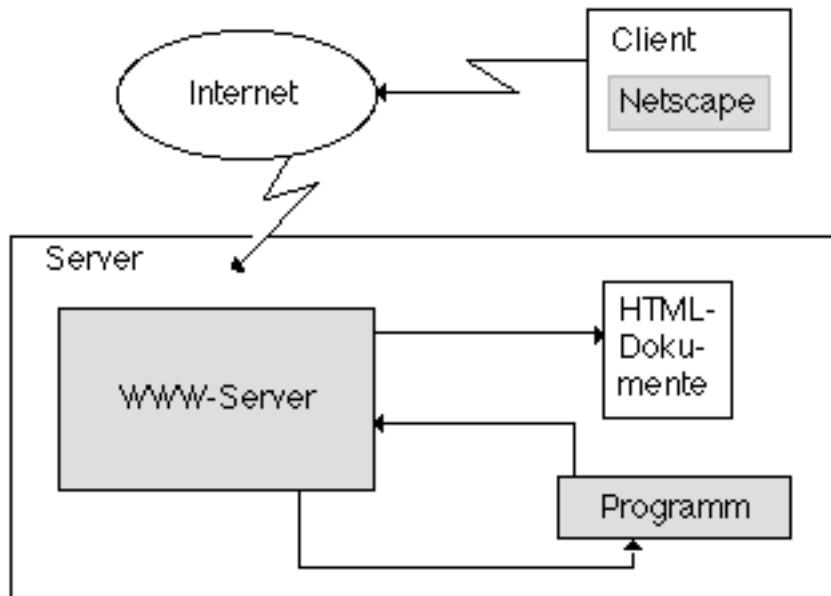 Client
Internet
Netscape
Server
HTML-
Doku-
mente
WWW-Server
Programm